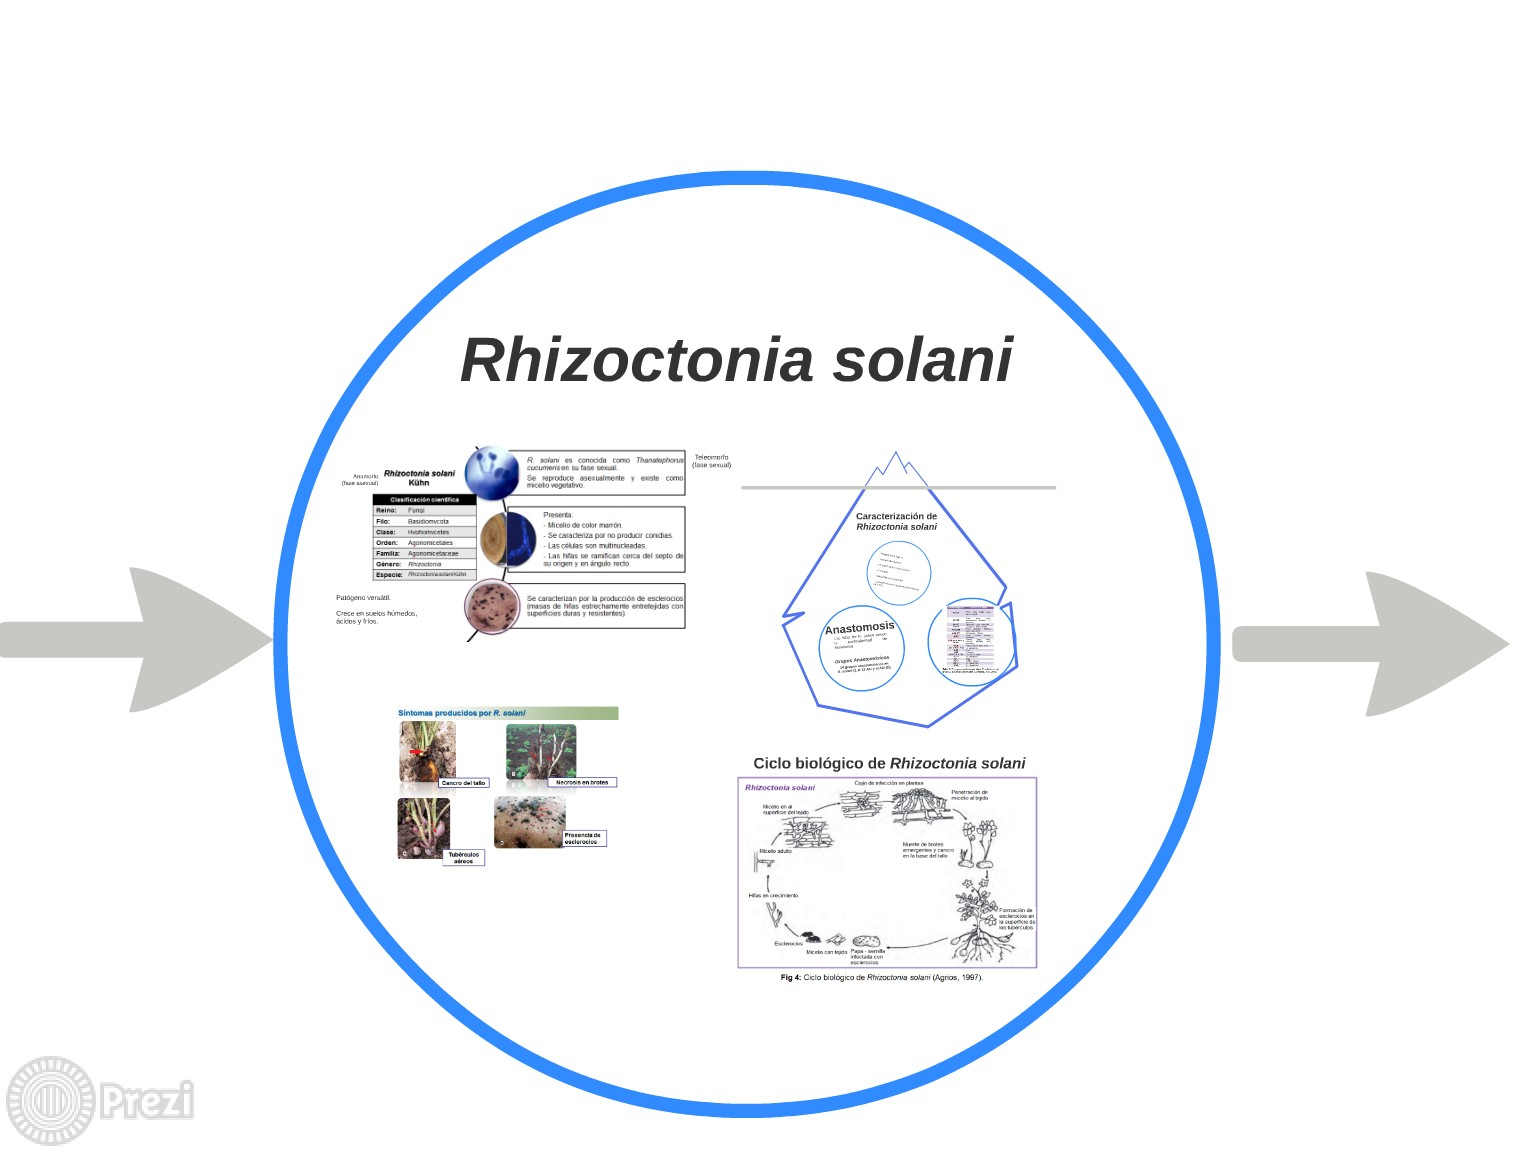 Rhizoctonia solani
Anamorfo
(fase asexual)
Rhizoctonia solani
Kühn
Clasificación científica
Reino: Fungi
Filo: Basidiomycota
Clase: Hyphomycetes
Orden: Agonomicetales
Familia: Agonomicetaceae
Género: Rhizoctonia
Especie: Rhizoctonia solani Kühn
Patógeno versátil.
Crece en suelos húmedos,
ácidos y fríos.
R. solani es conocida como Thanatephorus
cucumeris en su fase sexual.
Se reproduce asexualmente y existe como
micelio vegetativo.
Teleomorfo
(fase sexual)
Presenta:
- Micelio de color marrón.
- Se caracteriza por no producir conidias.
- Las células son multinucleadas.
- Las hifas se ramifican cerca del septo de
su origen y en ángulo recto.
Se caracterizan por la producción de esclerocios
(masas de hifas estrechamente entretejidas con
superficies duras y resistentes).
Caracterización de
Rhizoctonia solani
Anastomosis
Grupos Anastomósicos
Síntomas producidos por R. solani
Cancro del tallo
B
Necrosis en brotes
C
Tubérculos
aéreos
Presencia de
esclerocios
Ciclo biológico de Rhizoctonia solani
Rhizoctonia solani
Cojín de infección en plantas
Penetración de
micelio al tejido
Micelio en al
superficie del tejido
Muerte de brotes
emergentes y cancro
en la base del tallo
Micelio adulto
Hifas en crecimiento
Formación de
esclerocios en
la superficie de
los tubérculos
Esclerocios
Micelio con tejido
Papa - semilla
infectada con
esclerocios
Fig 4: Ciclo biológico de Rhizoctonia solani (Agrios, 1997).
Prezi